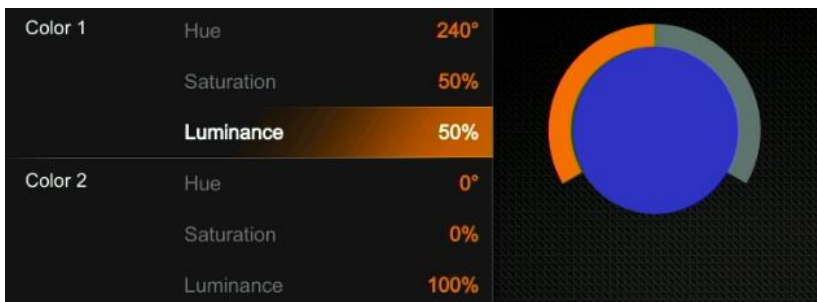 Color 1 Hue 240°
Saturation 50%
Luminance 50%
Color 2 Hue 0°
Saturation 0%
Luminance 100%